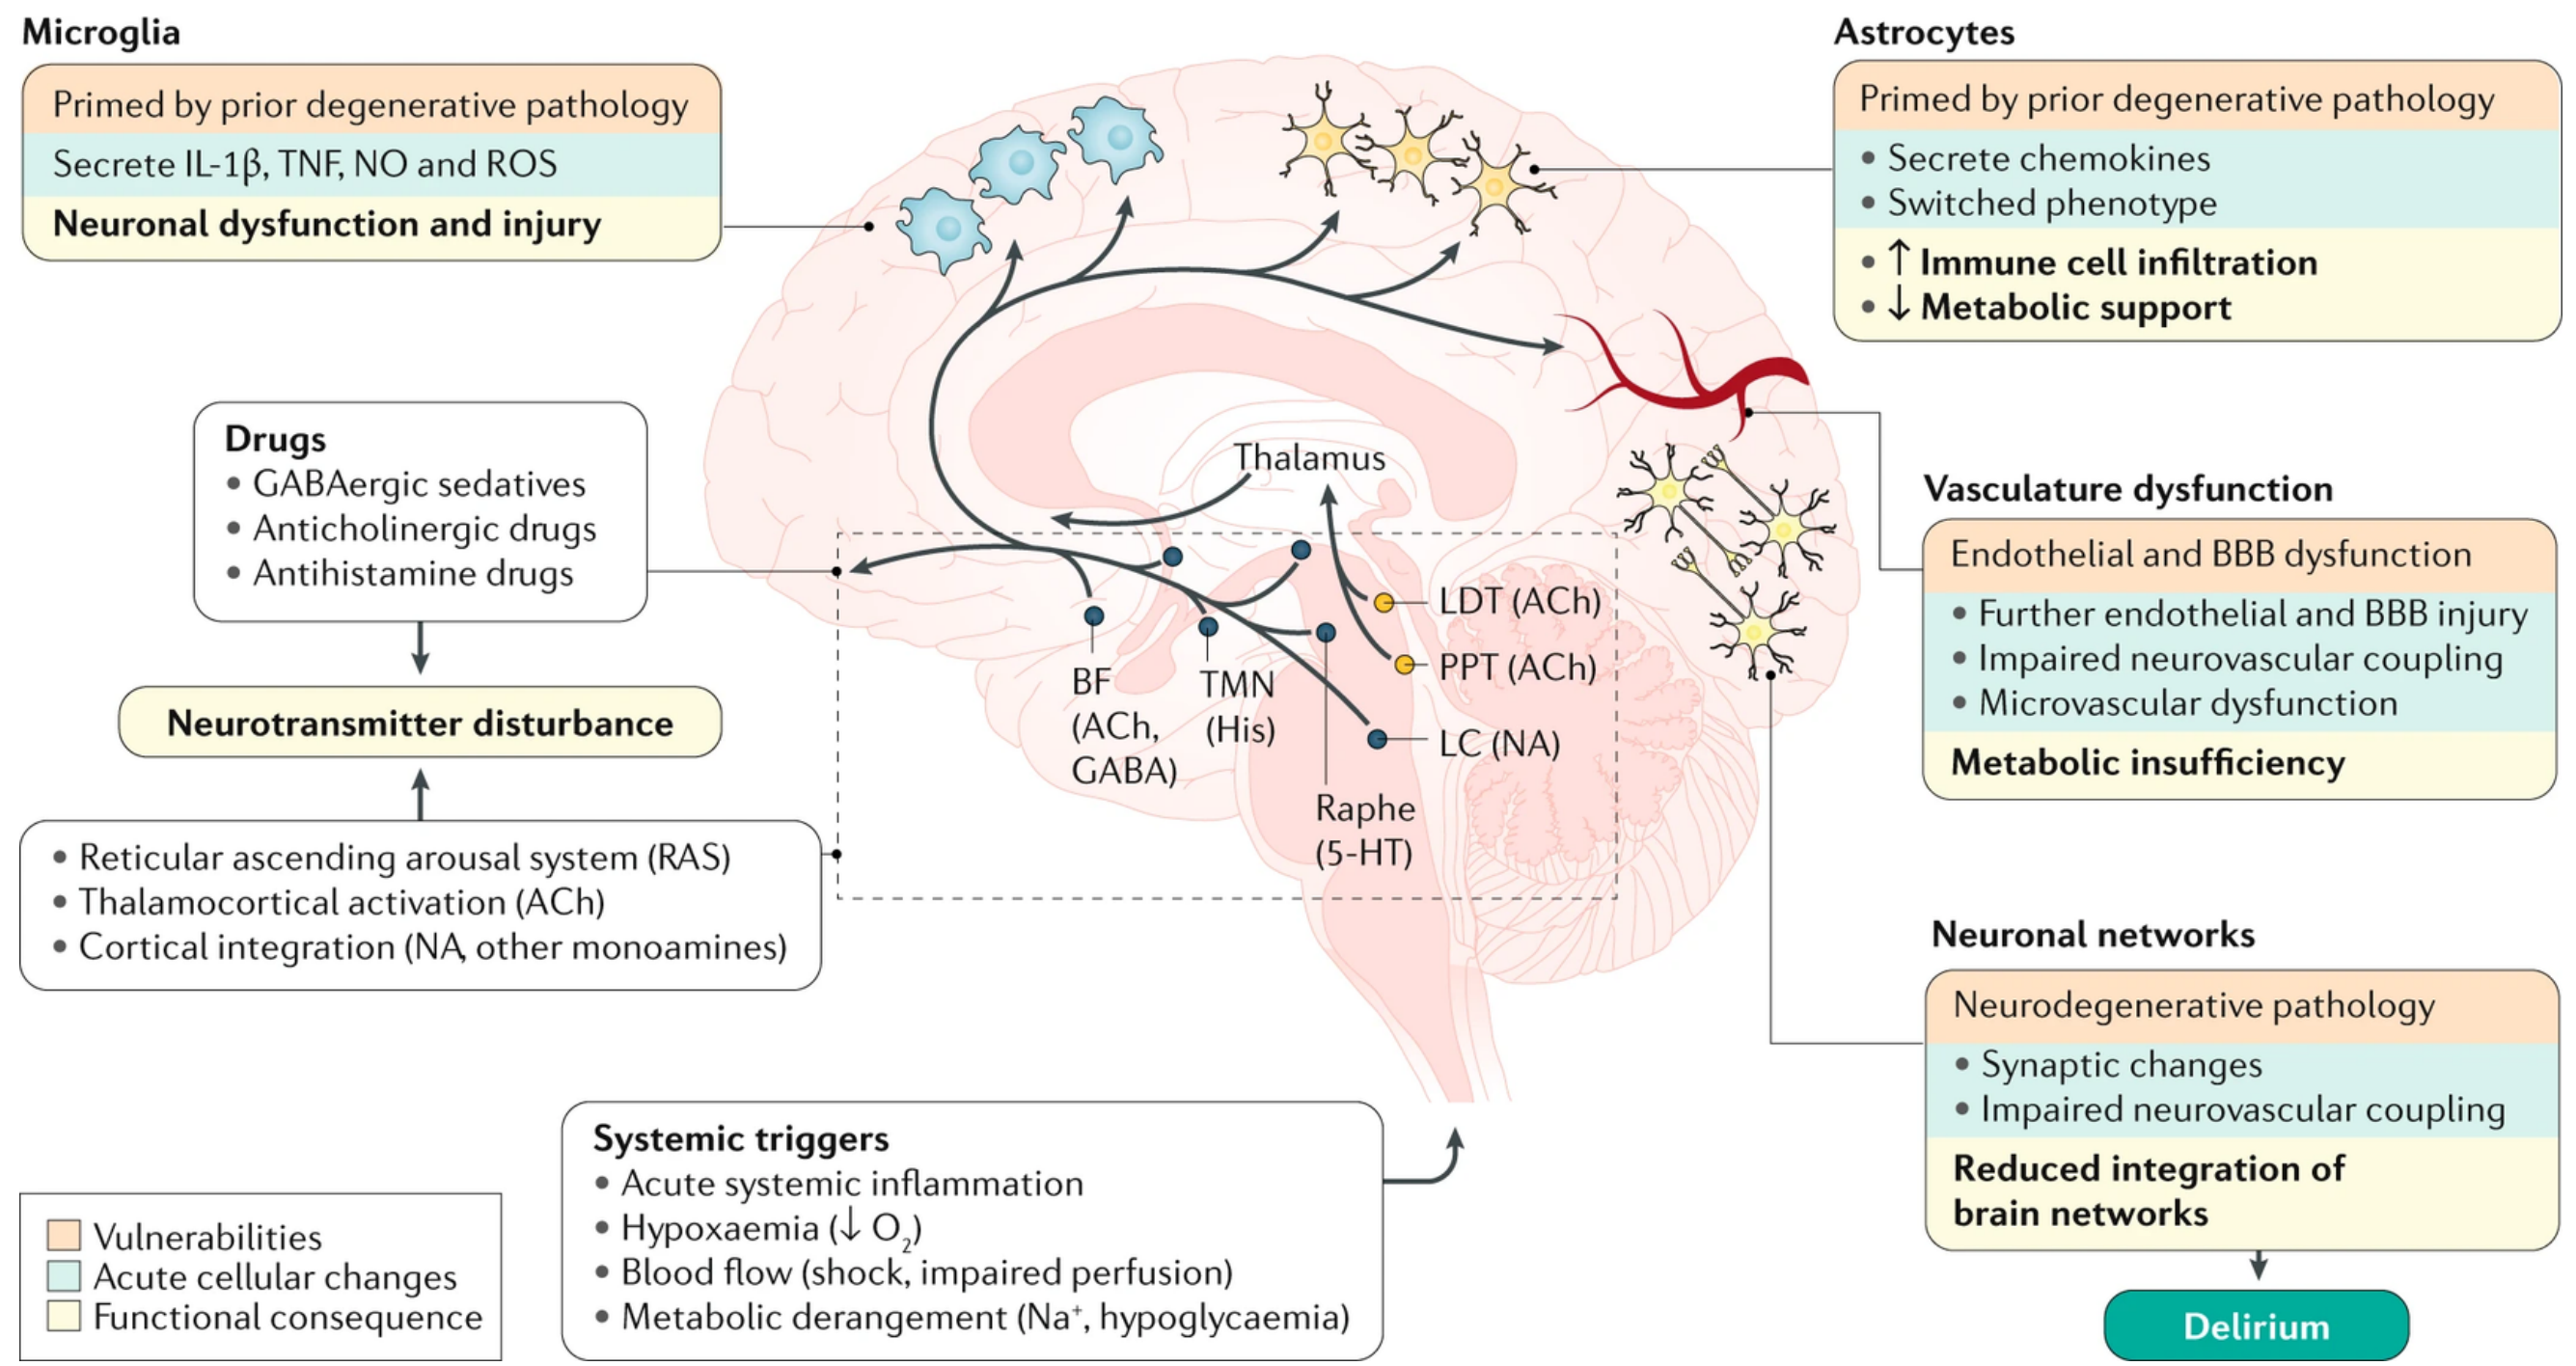 Microglia
Primed by prior degenerative pathology
Secrete IL-1β, TNF, NO and ROS
Neuronal dysfunction and injury
Astrocytes
Primed by prior degenerative pathology
• Secrete chemokines
• Switched phenotype
• ↑ Immune cell infiltration
• ↓ Metabolic support
Drugs
• GABAergic sedatives
• Anticholinergic drugs
• Antihistamine drugs
Neurotransmitter disturbance
• Reticular ascending arousal system (RAS)
• Thalamocortical activation (ACh)
• Cortical integration (NA, other monoamines)
Thalamus
LDT (ACh)
PPT (ACh)
LC (NA)
BF
(ACh,
GABA)
TMN
(His)
Raphe
(5-HT)
Vasculature dysfunction
Endothelial and BBB dysfunction
• Further endothelial and BBB injury
• Impaired neurovascular coupling
• Microvascular dysfunction
Metabolic insufficiency
Neuronal networks
Neurodegenerative pathology
• Synaptic changes
• Impaired neurovascular coupling
Reduced integration of
brain networks
Delirium
Systemic triggers
• Acute systemic inflammation
• Hypoxaemia (↓ O₂)
• Blood flow (shock, impaired perfusion)
• Metabolic derangement (Na⁺, hypoglycaemia)
Vulnerabilities
Acute cellular changes
Functional consequence